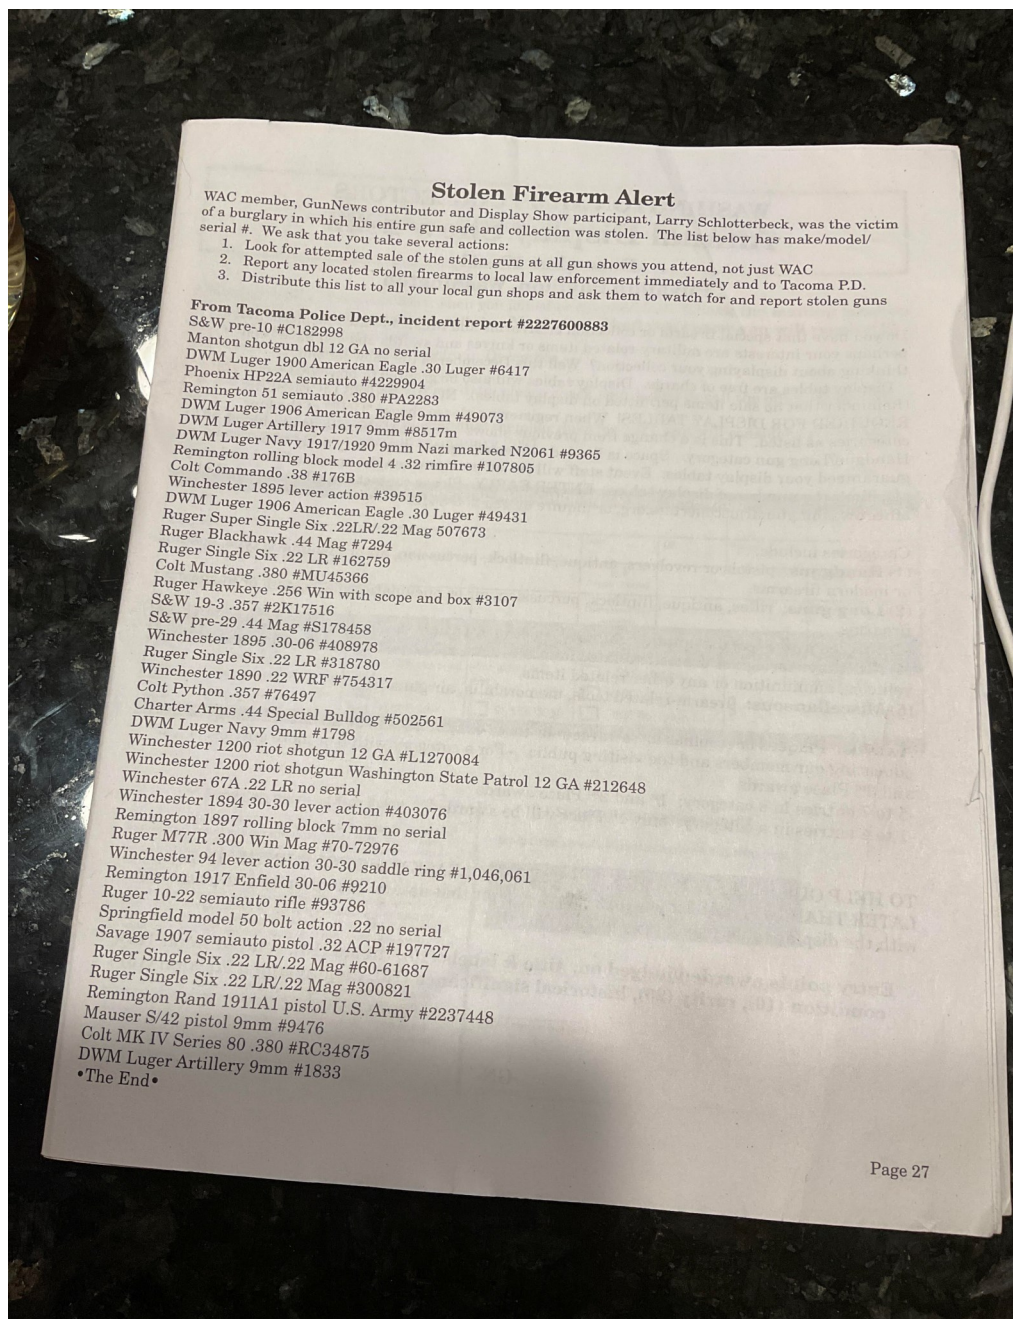 Stolen Firearm Alert
WAC member, GunNews contributor and Display Show participant, Larry Schlotterbeck, was the victim
of a burglary in which his entire gun safe and collection was stolen. The list below has make/model/
serial #. We ask that you take several actions:
1. Look for attempted sale of the stolen guns at all gun shows you attend, not just WAC
2. Report any located stolen firearms to local law enforcement immediately and to Tacoma P.D.
3. Distribute this list to all your local gun shops and ask them to watch for and report stolen guns
From Tacoma Police Dept., incident report #2227600883
S&W pre-10 #C182998
Manton shotgun dbl 12 GA no serial
DWM Luger 1900 American Eagle .30 Luger #6417
Phoenix HP22A semiauto #4229904
Remington 51 semiauto .380 #PA2283
DWM Luger 1906 American Eagle 9mm #49073
DWM Luger Artillery 1917 9mm #8517m
DWM Luger Navy 1917/1920 9mm Nazi marked N2061 #9365
Remington rolling block model 4 .32 rimfire #107805
Colt Commando .38 #176B
Winchester 1895 lever action #39515
DWM Luger 1906 American Eagle .30 Luger #49431
Ruger Super Single Six .22LR/.22 Mag 507673
Ruger Blackhawk .44 Mag #7294
Ruger Single Six .22 LR #162759
Colt Mustang .380 #MU45366
Ruger Hawkeye .256 Win with scope and box #3107
S&W 19-3 .357 #2K17516
S&W pre-29 .44 Mag #S178458
Winchester 1895 .30-06 #408978
Ruger Single Six .22 LR #318780
Winchester 1890 .22 WRF #754317
Colt Python .357 #76497
Charter Arms .44 Special Bulldog #502561
DWM Luger Navy 9mm #1798
Winchester 1200 riot shotgun 12 GA #L1270084
Winchester 1200 riot shotgun Washington State Patrol 12 GA #212648
Winchester 67A .22 LR no serial
Winchester 1894 30-30 lever action #403076
Remington 1897 rolling block 7mm no serial
Ruger M77R .300 Win Mag #70-72976
Winchester 94 lever action 30-30 saddle ring #1,046,061
Remington 1917 Enfield 30-06 #9210
Ruger 10-22 semiauto rifle #93786
Springfield model 50 bolt action .22 no serial
Savage 1907 semiauto pistol .32 ACP #197727
Ruger Single Six .22 LR/.22 Mag #60-61687
Ruger Single Six .22 LR/.22 Mag #300821
Remington Rand 1911A1 pistol U.S. Army #2237448
Mauser S/42 pistol 9mm #9476
Colt MK IV Series 80 .380 #RC34875
DWM Luger Artillery 9mm #1833
•The End•
Page 27